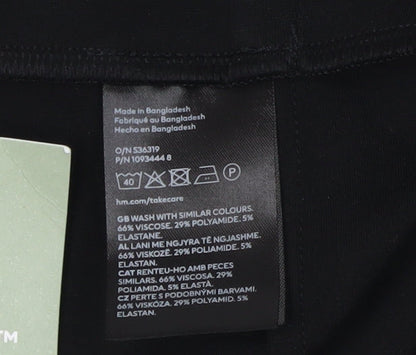 Made in Bangladesh
Fabriqué au Bangladesh
Hecho en Bangladesh
O/N 536319
P/N 1093444 8
40
P
hm.com/takecare
GB WASH WITH SIMILAR COLOURS.
66% VISCOSE. 29% POLYAMIDE. 5%
ELASTANE.
AL LANI ME NGJYRA TË NGJASHME.
66% VISKOZË. 29% POLIAMIDE. 5%
ELASTAN.
CAT RENTEU-HO AMB PECES
SIMILARS. 66% VISCOSA. 29%
POLIAMIDA. 5% ELASTÀ.
CZ PERTE S PODOBNÝMI BARVAMI.
66% VISKÓZA. 29% POLYAMID. 5%
ELASTAN.
TM